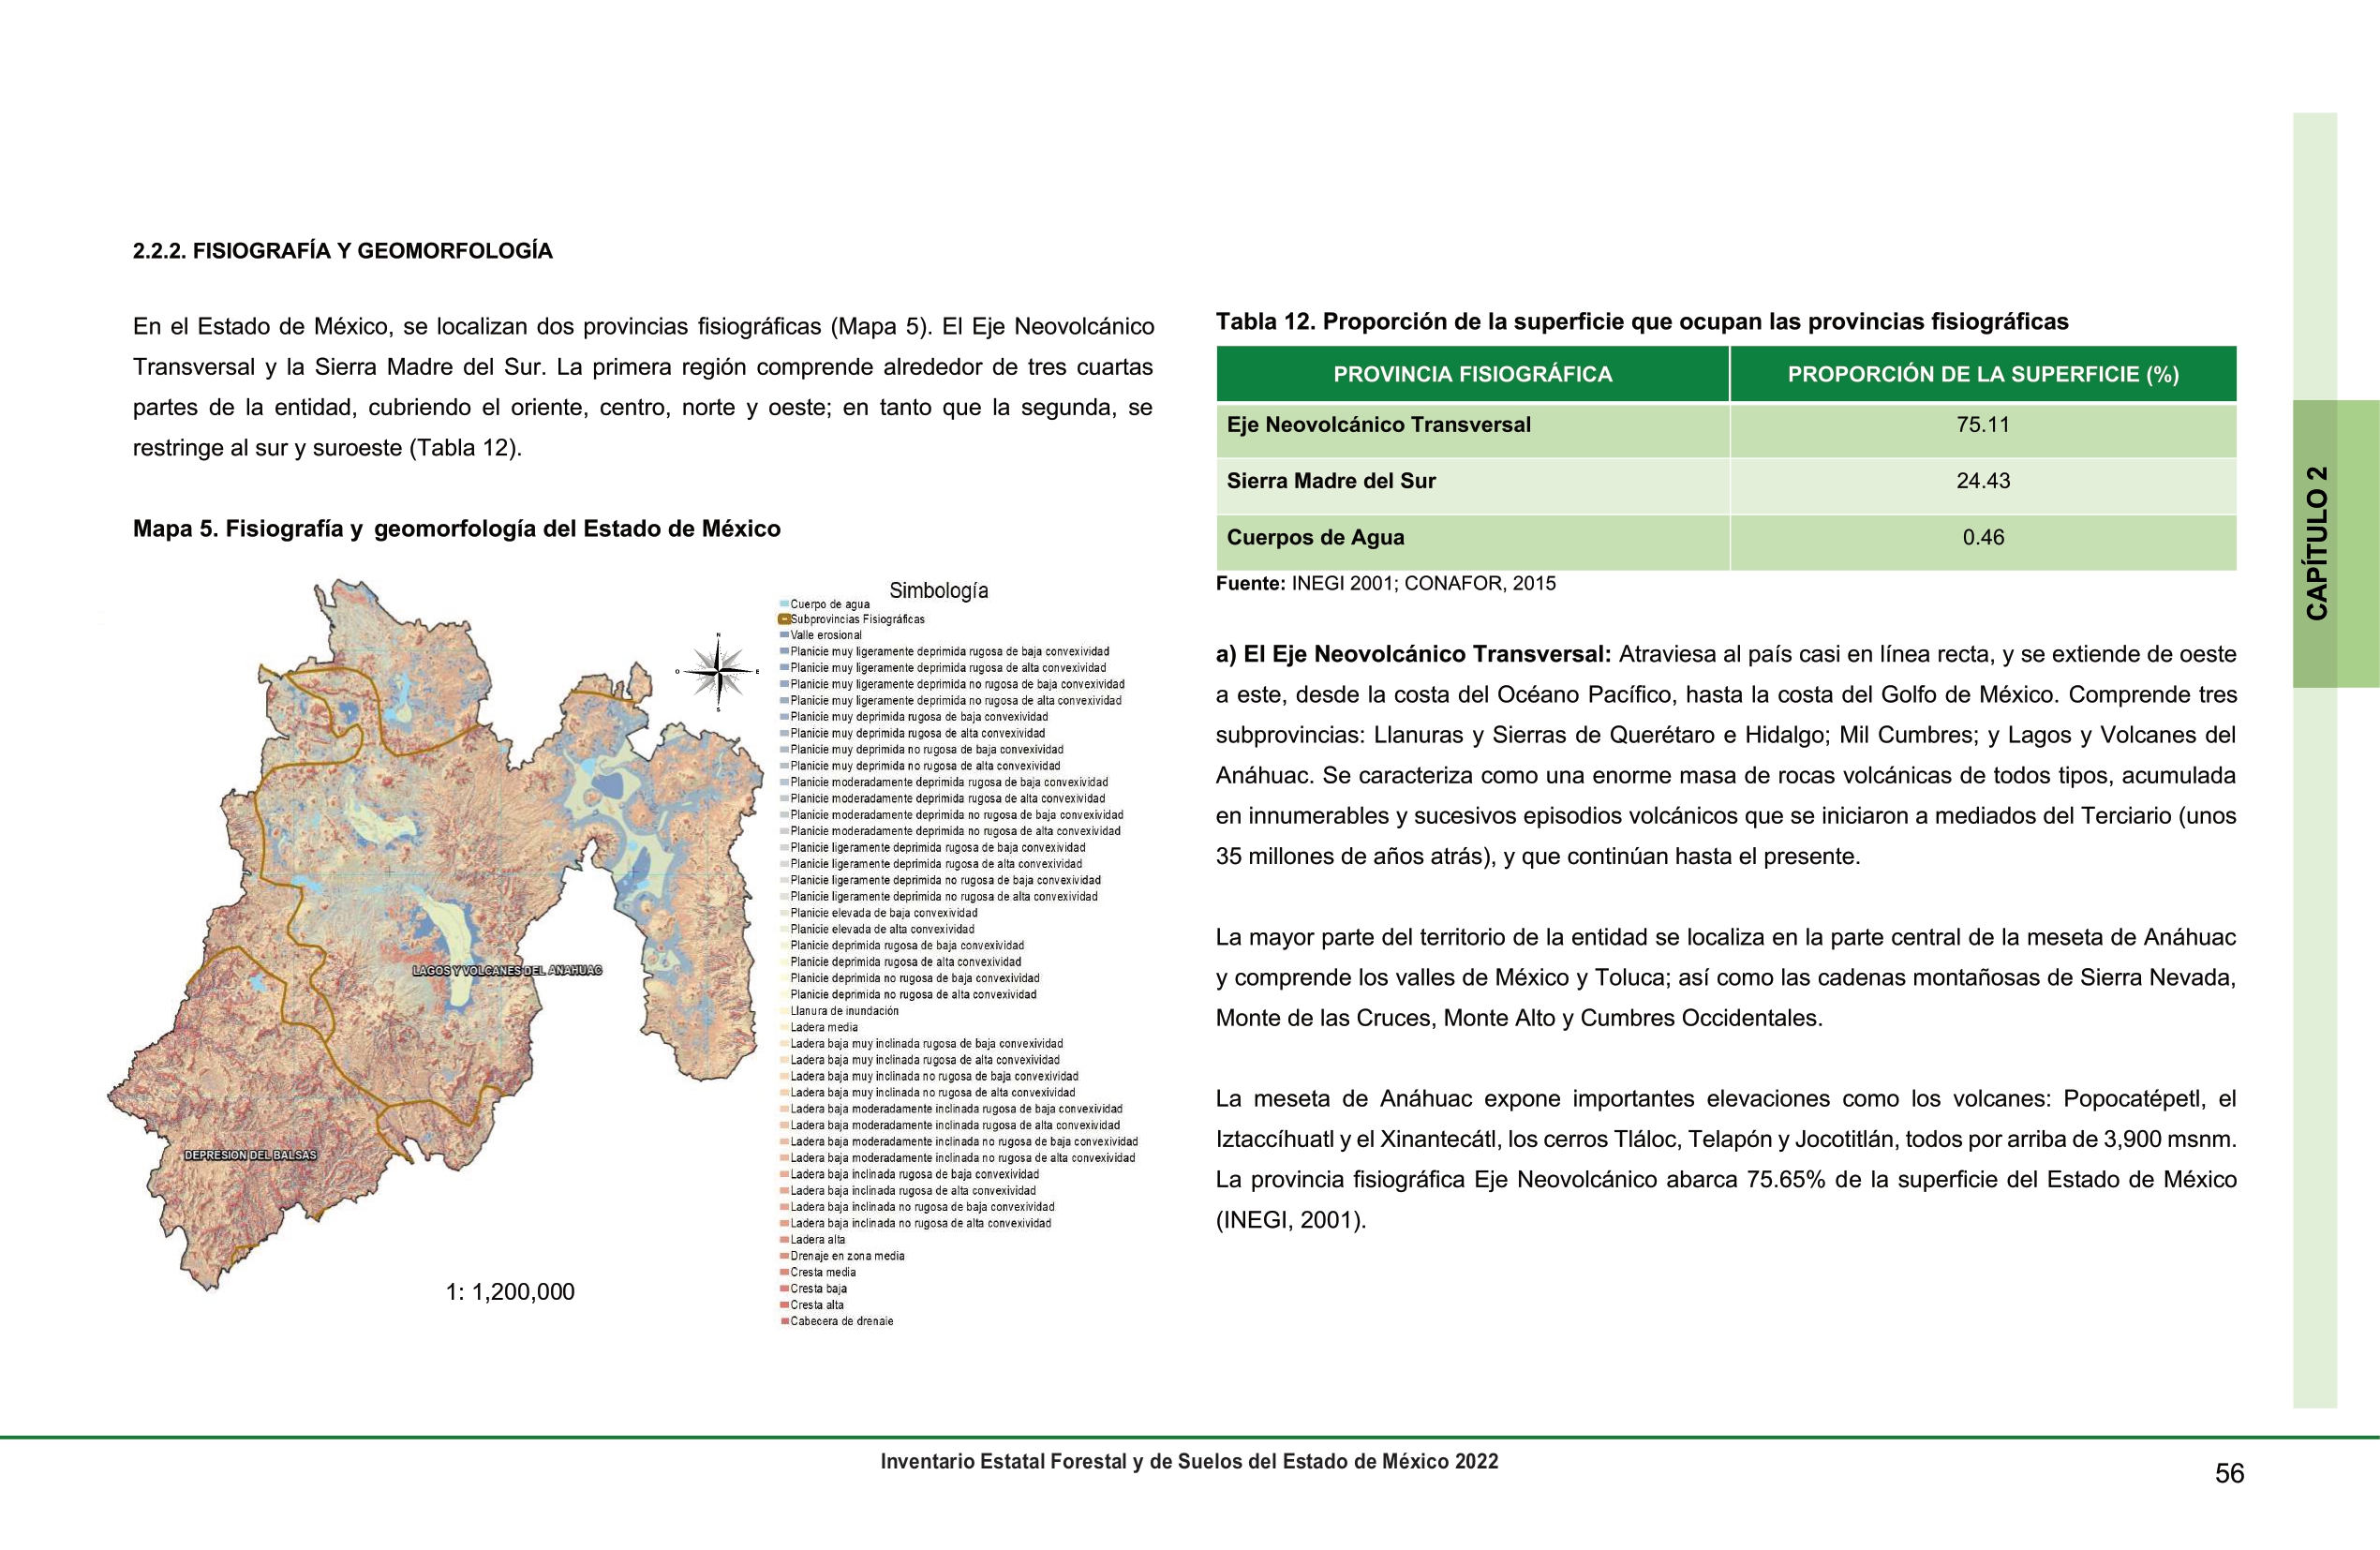 2.2.2. FISIOGRAFÍA Y GEOMORFOLOGÍA
En el Estado de México, se localizan dos provincias fisiográficas (Mapa 5). El Eje Neovolcánico
Transversal y la Sierra Madre del Sur. La primera región comprende alrededor de tres cuartas
partes de la entidad, cubriendo el oriente, centro, norte y oeste; en tanto que la segunda, se
restringe al sur y suroeste (Tabla 12).
Mapa 5. Fisiografía y geomorfología del Estado de México
Simbología
Cuerpo de agua
Subprovincias Fisiográficas
Valle erosional
Planicie muy ligeramente deprimida rugosa de baja convexividad
Planicie muy ligeramente deprimida rugosa de alta convexividad
Planicie muy ligeramente deprimida no rugosa de baja convexividad
Planicie muy ligeramente deprimida no rugosa de alta convexividad
Planicie muy deprimida rugosa de baja convexividad
Planicie muy deprimida rugosa de alta convexividad
Planicie muy deprimida no rugosa de baja convexividad
Planicie muy deprimida no rugosa de alta convexividad
Planicie moderadamente deprimida rugosa de baja convexividad
Planicie moderadamente deprimida rugosa de alta convexividad
Planicie moderadamente deprimida no rugosa de baja convexividad
Planicie moderadamente deprimida no rugosa de alta convexividad
Planicie ligeramente deprimida rugosa de baja convexividad
Planicie ligeramente deprimida rugosa de alta convexividad
Planicie ligeramente deprimida no rugosa de baja convexividad
Planicie ligeramente deprimida no rugosa de alta convexividad
Planicie elevada de baja convexividad
Planicie elevada de alta convexividad
Planicie deprimida rugosa de baja convexividad
Planicie deprimida rugosa de alta convexividad
Planicie deprimida no rugosa de baja convexividad
Planicie deprimida no rugosa de alta convexividad
Llanura de inundación
Ladera media
Ladera baja muy inclinada rugosa de baja convexividad
Ladera baja muy inclinada rugosa de alta convexividad
Ladera baja muy inclinada no rugosa de baja convexividad
Ladera baja muy inclinada no rugosa de alta convexividad
Ladera baja moderadamente inclinada rugosa de baja convexividad
Ladera baja moderadamente inclinada rugosa de alta convexividad
Ladera baja moderadamente inclinada no rugosa de baja convexividad
Ladera baja moderadamente inclinada no rugosa de alta convexividad
Ladera baja inclinada rugosa de baja convexividad
Ladera baja inclinada rugosa de alta convexividad
Ladera baja inclinada no rugosa de baja convexividad
Ladera baja inclinada no rugosa de alta convexividad
Ladera alta
Drenaje en zona media
Cresta media
Cresta baja
Cresta alta
Cabecera de drenaje
N
O E
S
LAGOS Y VOLCANES DEL ANAHUAC
DEPRESION DEL BALSAS
1: 1,200,000
Tabla 12. Proporción de la superficie que ocupan las provincias fisiográficas
PROVINCIA FISIOGRÁFICA PROPORCIÓN DE LA SUPERFICIE (%)
Eje Neovolcánico Transversal 75.11
Sierra Madre del Sur 24.43
Cuerpos de Agua 0.46
Fuente: INEGI 2001; CONAFOR, 2015
a) El Eje Neovolcánico Transversal: Atraviesa al país casi en línea recta, y se extiende de oeste
a este, desde la costa del Océano Pacífico, hasta la costa del Golfo de México. Comprende tres
subprovincias: Llanuras y Sierras de Querétaro e Hidalgo; Mil Cumbres; y Lagos y Volcanes del
Anáhuac. Se caracteriza como una enorme masa de rocas volcánicas de todos tipos, acumulada
en innumerables y sucesivos episodios volcánicos que se iniciaron a mediados del Terciario (unos
35 millones de años atrás), y que continúan hasta el presente.
La mayor parte del territorio de la entidad se localiza en la parte central de la meseta de Anáhuac
y comprende los valles de México y Toluca; así como las cadenas montañosas de Sierra Nevada,
Monte de las Cruces, Monte Alto y Cumbres Occidentales.
La meseta de Anáhuac expone importantes elevaciones como los volcanes: Popocatépetl, el
Iztaccíhuatl y el Xinantecátl, los cerros Tláloc, Telapón y Jocotitlán, todos por arriba de 3,900 msnm.
La provincia fisiográfica Eje Neovolcánico abarca 75.65% de la superficie del Estado de México
(INEGI, 2001).
CAPÍTULO 2
Inventario Estatal Forestal y de Suelos del Estado de México 2022
56